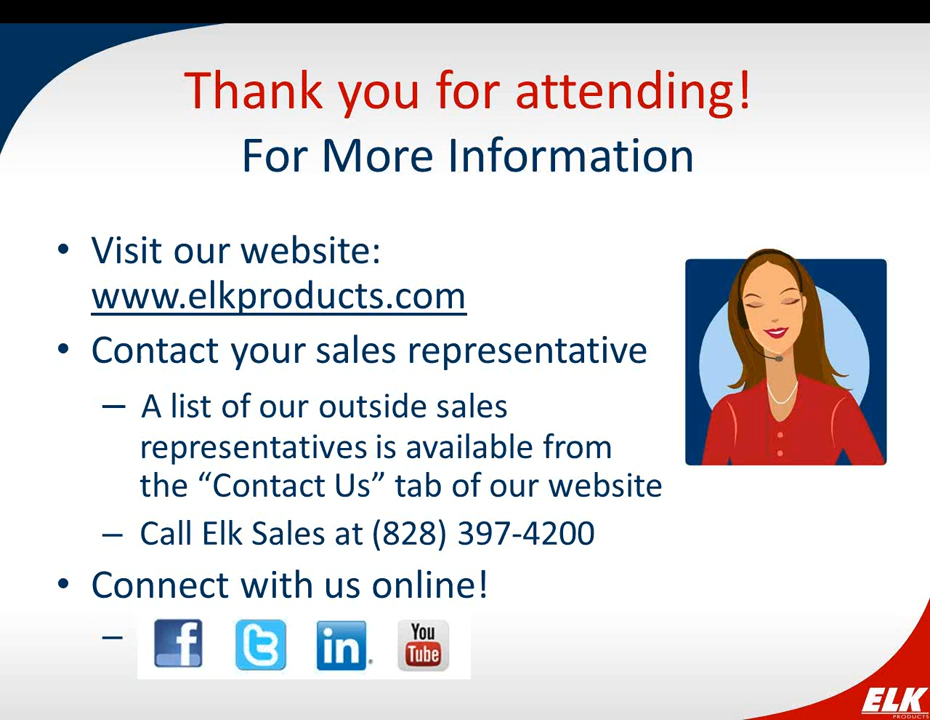 Thank you for attending!
For More Information
• Visit our website:
www.elkproducts.com
• Contact your sales representative
– A list of our outside sales
representatives is available from
the “Contact Us” tab of our website
– Call Elk Sales at (828) 397-4200
• Connect with us online!
–
f t in You
Tube
ELK
PRODUCTS